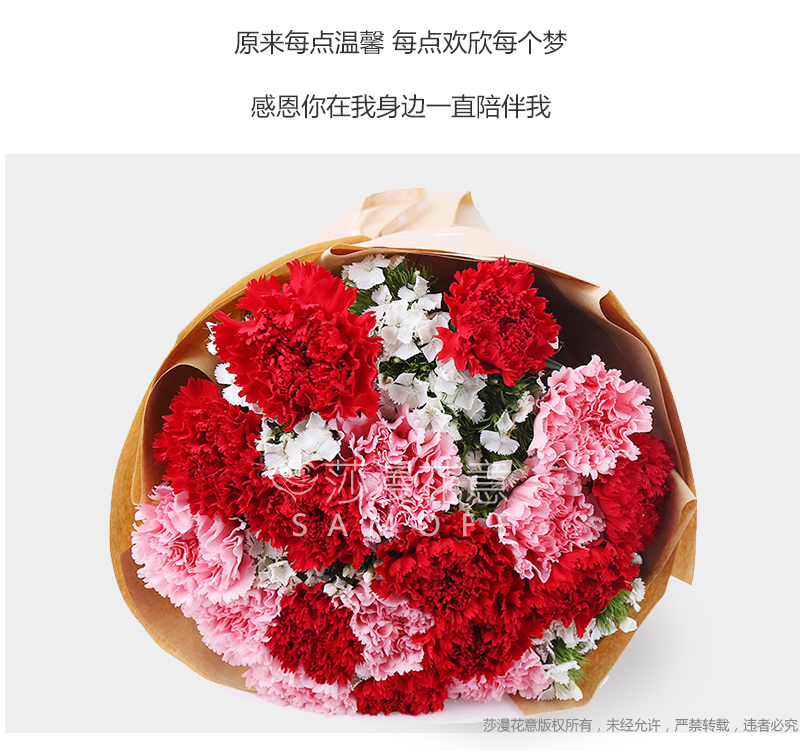 原来每点温馨 每点欢欣每个梦
感恩你在我身边一直陪伴我
莎漫花意
SAMOFY
莎漫花意版权所有，未经允许，严禁转载，违者必究